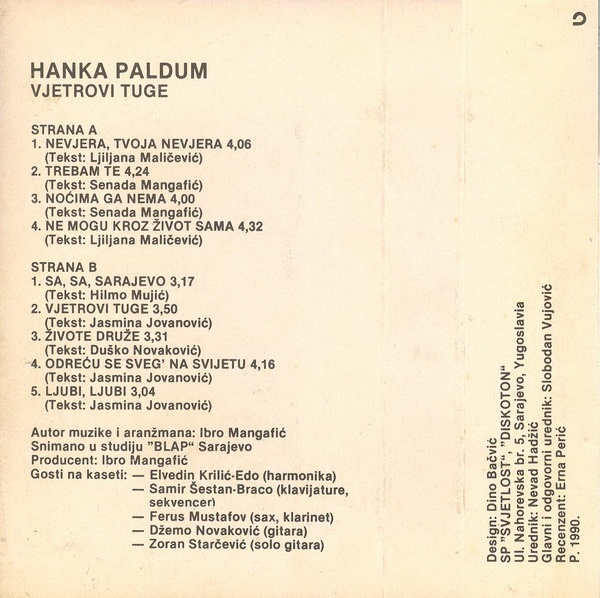 HANKA PALDUM
VJETROVI TUGE
STRANA A
1. NEVJERA, TVOJA NEVJERA 4,06
(Tekst: Ljiljana Maličević)
2. TREBAM TE 4,24
(Tekst: Senada Mangafić)
3. NOĆIMA GA NEMA 4,00
(Tekst: Senada Mangafić)
4. NE MOGU KROZ ŽIVOT SAMA 4,32
(Tekst: Ljiljana Maličević)
STRANA B
1. SA, SA, SARAJEVO 3,17
(Tekst: Hilmo Mujić)
2. VJETROVI TUGE 3,50
(Tekst: Jasmina Jovanović)
3. ŽIVOTE DRUŽE 3,31
(Tekst: Duško Novaković)
4. ODREĆU SE SVEG' NA SVIJETU 4,16
(Tekst: Jasmina Jovanović)
5. LJUBI, LJUBI 3,04
(Tekst: Jasmina Jovanović)
Autor muzike i aranžmana: Ibro Mangafić
Snimano u studiju "BLAP" Sarajevo
Producent: Ibro Mangafić
Gosti na kaseti: — Elvedin Krilić-Edo (harmonika)
— Samir Šestan-Braco (klavijature,
sekvencer)
— Ferus Mustafov (sax, klarinet)
— Džemo Novaković (gitara)
— Zoran Starčević (solo gitara)
Design: Dino Bačvić
SP "SVJETLOST", "DISKOTON"
Ul. Nahorevska br. 5, Sarajevo, Yugoslavia
Urednik: Nevad Hadžić
Glavni i odgovorni urednik: Slobodan Vujović
Recenzent: Erna Perić
P. 1990.